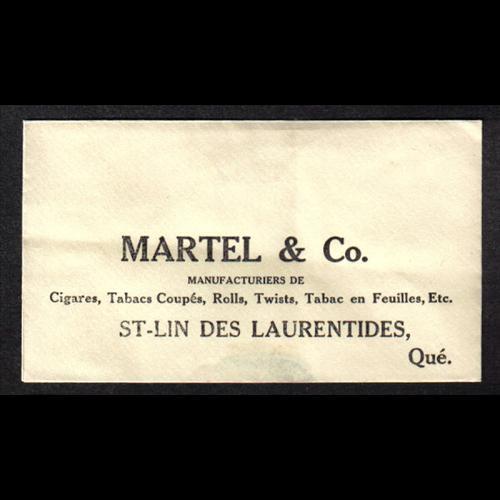 MARTEL & Co.
MANUFACTURIERS DE
Cigares, Tabacs Coupés, Rolls, Twists, Tabac en Feuilles, Etc.
ST-LIN DES LAURENTIDES,
Qué.